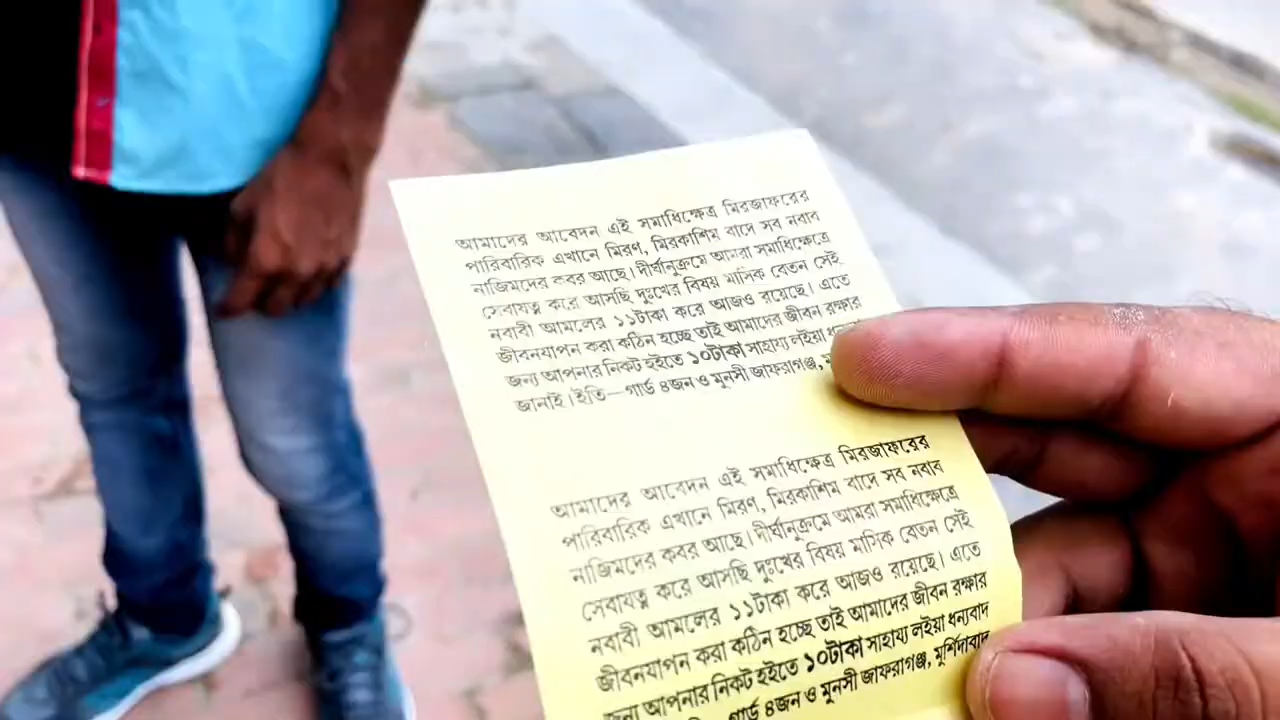 আমাদের আবেদন এই সমাধিক্ষেত্র মিরজাফরের
পারিবারিক এখানে মিরণ, মিরকাশিম বাদে সব নবাব
নাজিমদের কবর আছে। দীর্ঘানুক্রমে আমরা সমাধিক্ষেত্রে
সেবাযত্ন করে আসছি দুঃখের বিষয় মাসিক বেতন সেই
নবাবী আমলের ১১টাকা করে আজও রয়েছে। এতে
জীবনযাপন করা কঠিন হচ্ছে তাই আমাদের জীবন রক্ষার
জন্য আপনার নিকট হইতে ১০টাকা সাহায্য লইয়া
জানাই। ইতি—গার্ড ৪জন ও মুনসী জাফরাগঞ্জ,
আমাদের আবেদন এই সমাধিক্ষেত্র মিরজাফরের
পারিবারিক এখানে মিরণ, মিরকাশিম বাদে সব নবাব
নাজিমদের কবর আছে। দীর্ঘানুক্রমে আমরা সমাধিক্ষেত্রে
সেবাযত্ন করে আসছি দুঃখের বিষয় মাসিক বেতন সেই
নবাবী আমলের ১১টাকা করে আজও রয়েছে। এতে
জীবনযাপন করা কঠিন হচ্ছে তাই আমাদের জীবন রক্ষার
জন্য আপনার নিকট হইতে ১০টাকা সাহায্য লইয়া ধন্যবাদ
গার্ড ৪জন ও মুনসী জাফরাগঞ্জ, মুর্শিদাবাদ